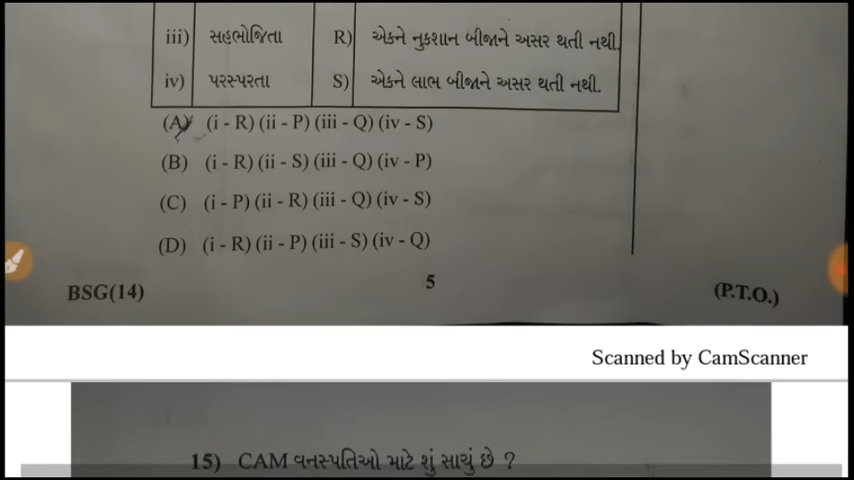 iii) સહભોજિતા R) એકને નુકશાન બીજાને અસર થતી નથી.
iv) પરસ્પરતા S) એકને લાભ બીજાને અસર થતી નથી.
(A) (i - R) (ii - P) (iii - Q) (iv - S)
(B) (i - R) (ii - S) (iii - Q) (iv - P)
(C) (i - P) (ii - R) (iii - Q) (iv - S)
(D) (i - R) (ii - P) (iii - S) (iv - Q)
BSG(14) 5 (P.T.O.)
Scanned by CamScanner
15) CAM વનસ્પતિઓ માટે શું સાચું છે ?